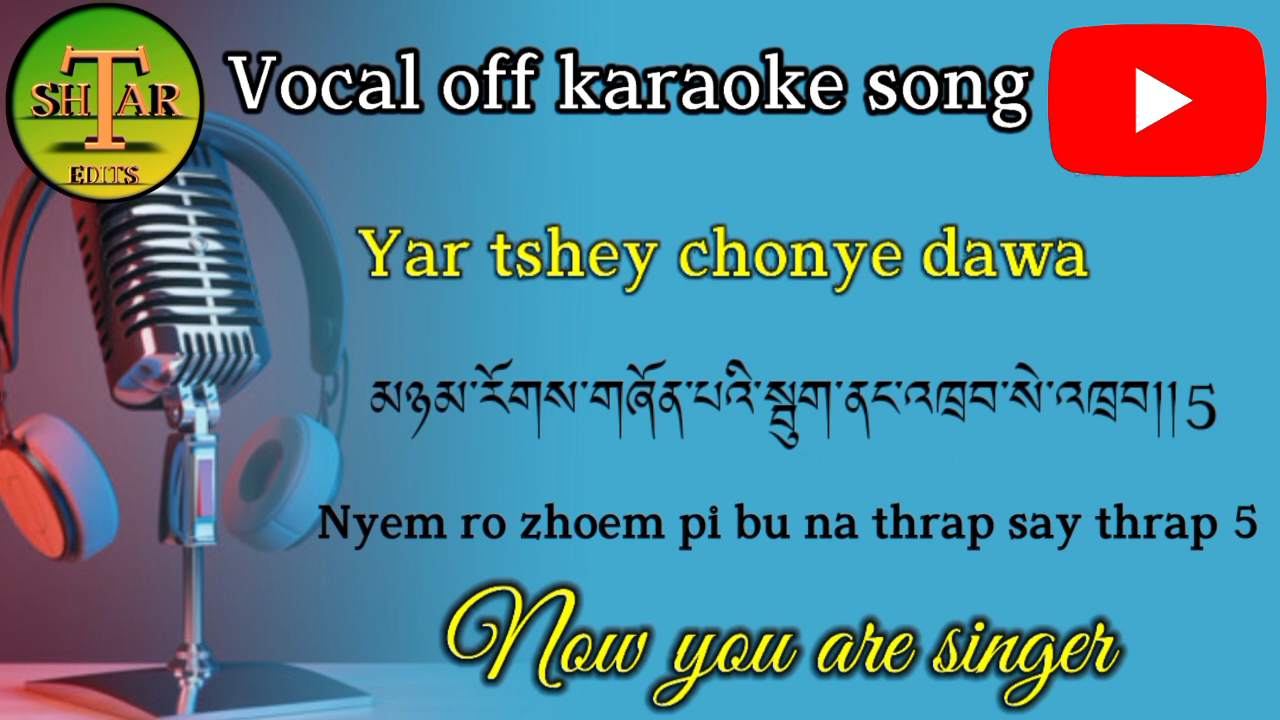 SHTAR
EDITS
Vocal off karaoke song
Yar tshey chonye dawa
མཉམ་རོགས་གཞོན་པའི་སྦུག་ནང་འཁྲབ་སེ་འཁྲབ།།5
Nyem ro zhoem pi bu na thrap say thrap 5
Now you are singer